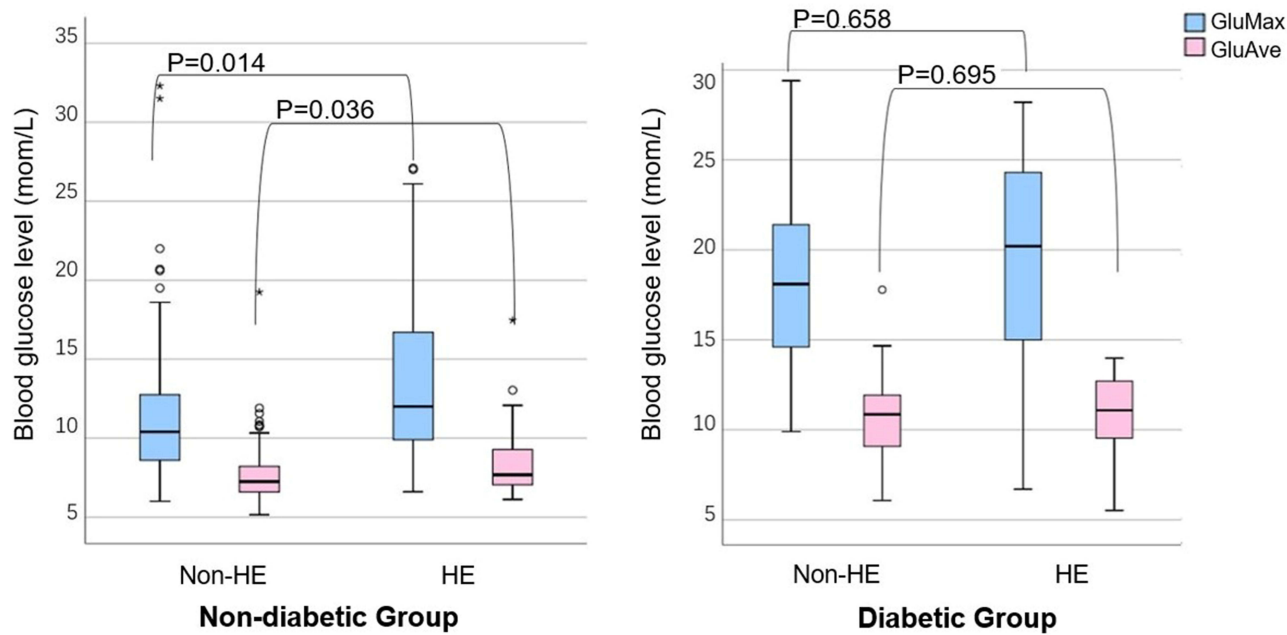 P=0.014
P=0.036
35
30
25
20
15
10
5
Blood glucose level (mom/L)
Non-HE
HE
Non-diabetic Group
P=0.658
P=0.695
30
25
20
15
10
5
Blood glucose level (mom/L)
Non-HE
HE
Diabetic Group
GluMax
GluAve